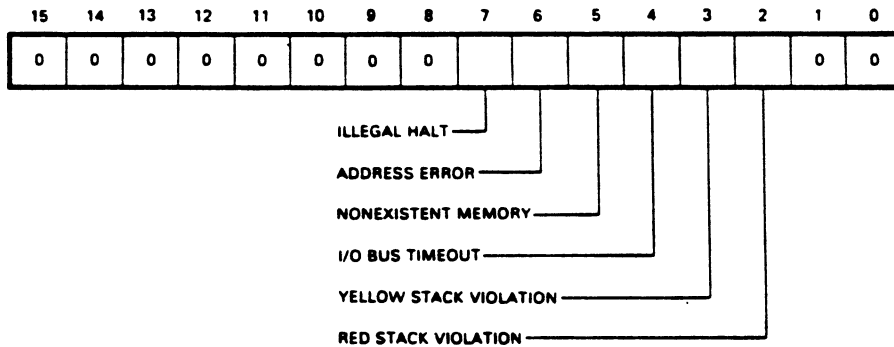 15 14 13 12 11 10 9 8 7 6 5 4 3 2 1 0
0 0 0 0 0 0 0 0 0 0
ILLEGAL HALT
ADDRESS ERROR
NONEXISTENT MEMORY
I/O BUS TIMEOUT
YELLOW STACK VIOLATION
RED STACK VIOLATION